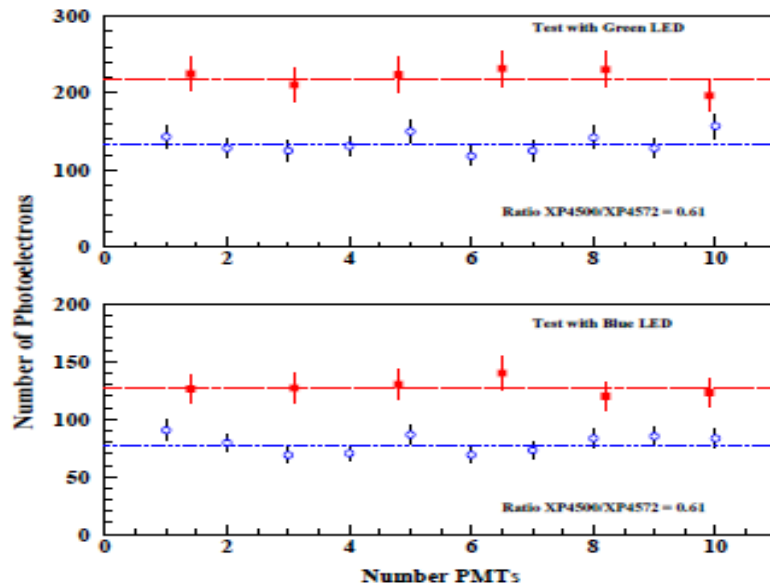 300
Test with Green LED
200
100
Ratio XP4500/XP4572 = 0.61
0
0 2 4 6 8 10
Number of Photoelectrons
200
Test with Blue LED
150
100
50
Ratio XP4500/XP4572 = 0.61
0
0 2 4 6 8 10
Number PMTs